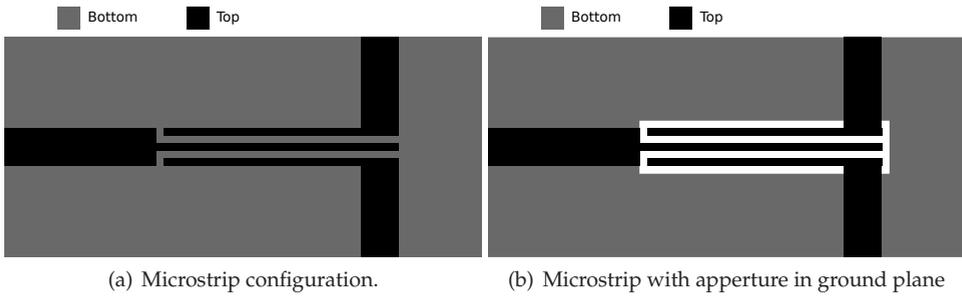 Bottom Top
Bottom Top
(a) Microstrip configuration.
(b) Microstrip with apperture in ground plane